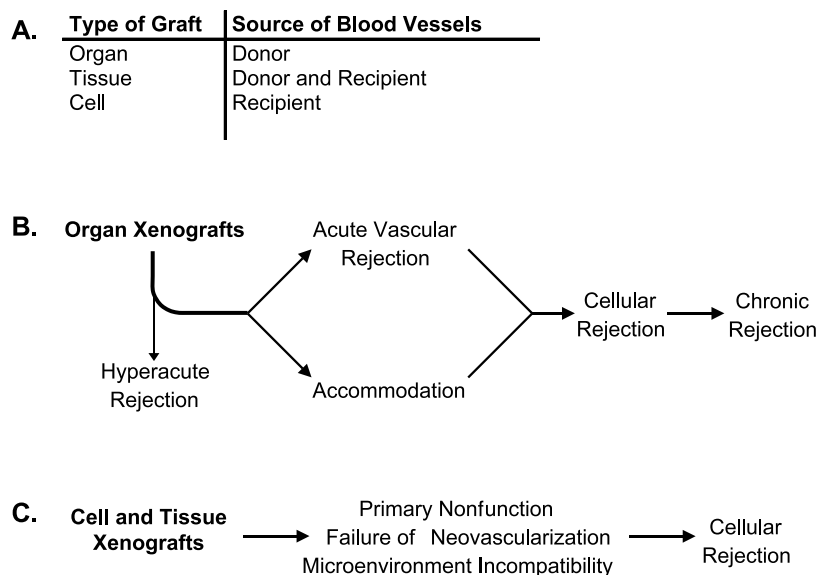 A.
Type of Graft Source of Blood Vessels
Organ Donor
Tissue Donor and Recipient
Cell Recipient
B.
Organ Xenografts
Acute Vascular
Rejection
Hyperacute
Rejection
Accommodation
Cellular
Rejection
Chronic
Rejection
C.
Cell and Tissue
Xenografts
Primary Nonfunction
Failure of Neovascularization
Microenvironment Incompatibility
Cellular
Rejection